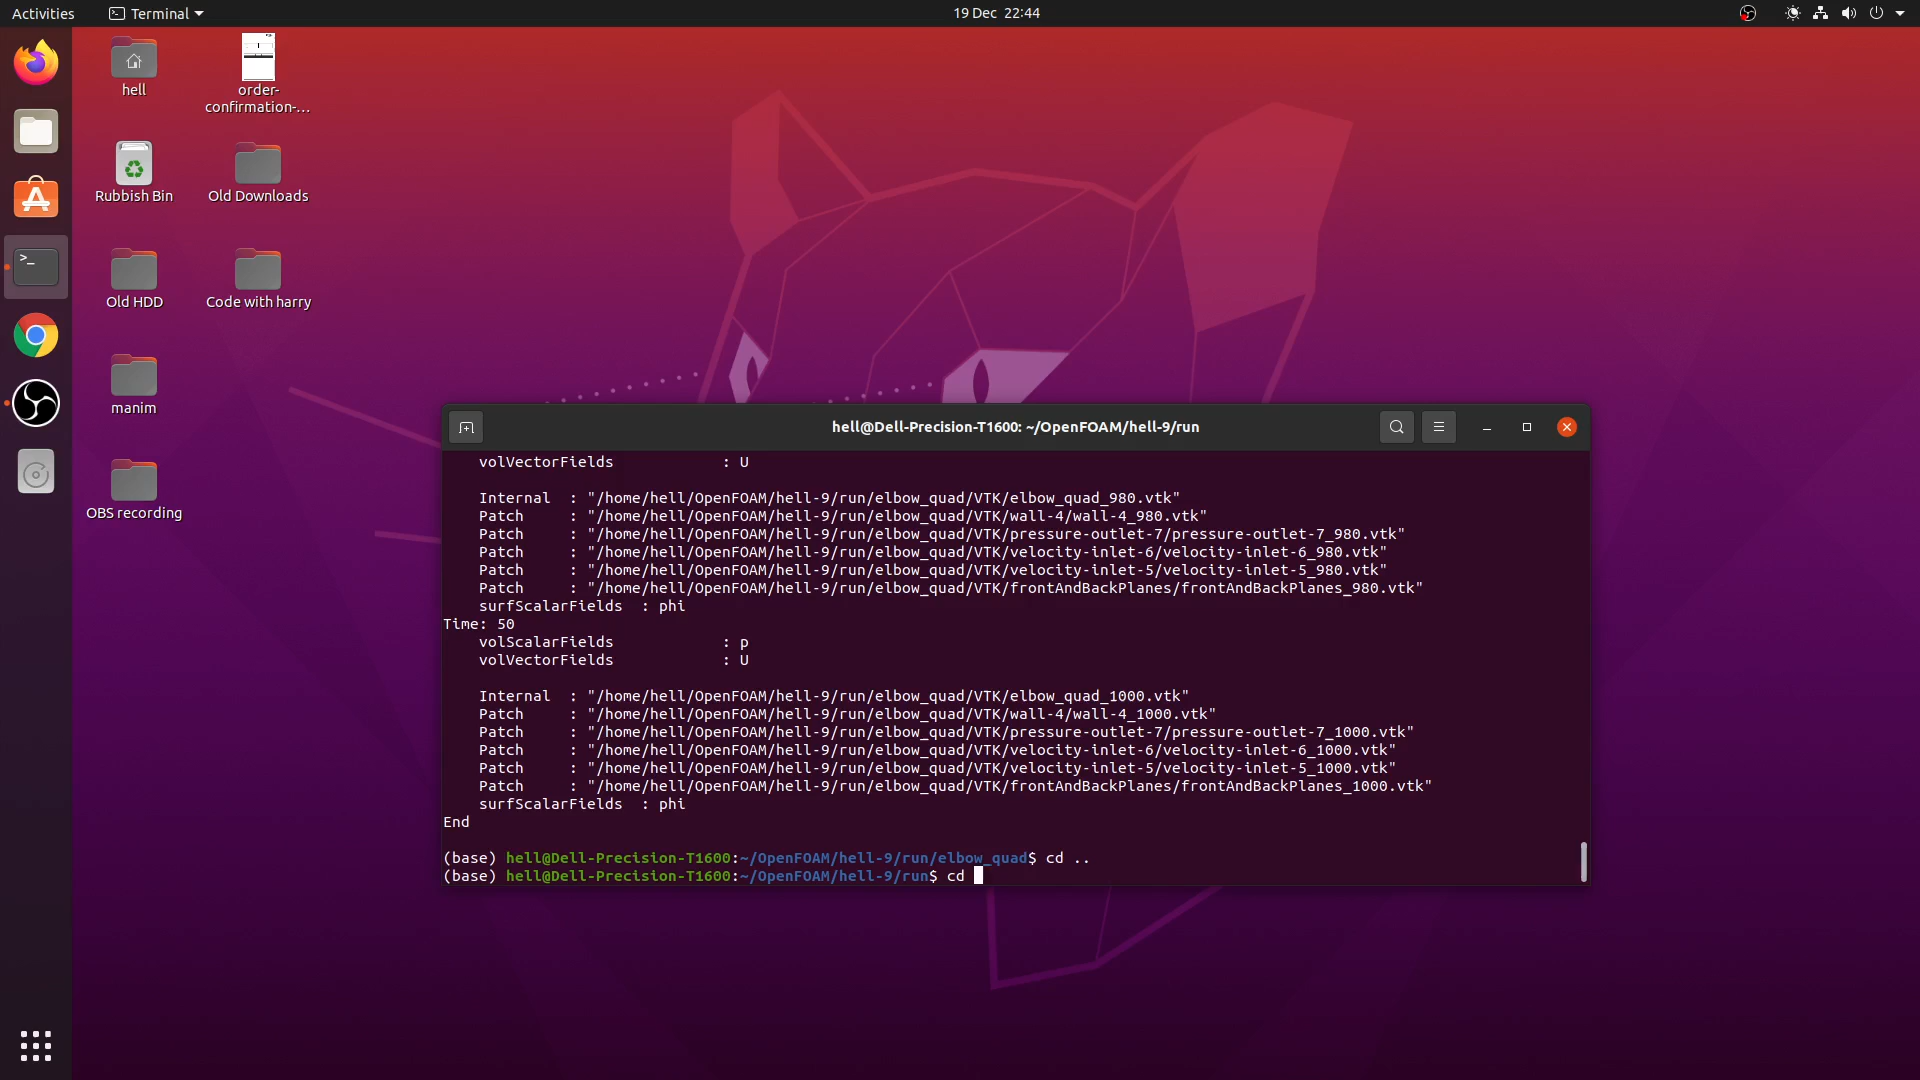 Activities
Terminal
19 Dec 22:44
hell
order-
confirmation-...
Rubbish Bin
Old Downloads
Old HDD
Code with harry
manim
OBS recording
hell@Dell-Precision-T1600: ~/OpenFOAM/hell-9/run
volVectorFields : U
Internal : "/home/hell/OpenFOAM/hell-9/run/elbow_quad/VTK/elbow_quad_980.vtk"
Patch : "/home/hell/OpenFOAM/hell-9/run/elbow_quad/VTK/wall-4/wall-4_980.vtk"
Patch : "/home/hell/OpenFOAM/hell-9/run/elbow_quad/VTK/pressure-outlet-7/pressure-outlet-7_980.vtk"
Patch : "/home/hell/OpenFOAM/hell-9/run/elbow_quad/VTK/velocity-inlet-6/velocity-inlet-6_980.vtk"
Patch : "/home/hell/OpenFOAM/hell-9/run/elbow_quad/VTK/velocity-inlet-5/velocity-inlet-5_980.vtk"
Patch : "/home/hell/OpenFOAM/hell-9/run/elbow_quad/VTK/frontAndBackPlanes/frontAndBackPlanes_980.vtk"
surfScalarFields : phi
Time: 50
volScalarFields : p
volVectorFields : U
Internal : "/home/hell/OpenFOAM/hell-9/run/elbow_quad/VTK/elbow_quad_1000.vtk"
Patch : "/home/hell/OpenFOAM/hell-9/run/elbow_quad/VTK/wall-4/wall-4_1000.vtk"
Patch : "/home/hell/OpenFOAM/hell-9/run/elbow_quad/VTK/pressure-outlet-7/pressure-outlet-7_1000.vtk"
Patch : "/home/hell/OpenFOAM/hell-9/run/elbow_quad/VTK/velocity-inlet-6/velocity-inlet-6_1000.vtk"
Patch : "/home/hell/OpenFOAM/hell-9/run/elbow_quad/VTK/velocity-inlet-5/velocity-inlet-5_1000.vtk"
Patch : "/home/hell/OpenFOAM/hell-9/run/elbow_quad/VTK/frontAndBackPlanes/frontAndBackPlanes_1000.vtk"
surfScalarFields : phi
End
(base) hell@Dell-Precision-T1600:~/OpenFOAM/hell-9/run/elbow_quad$ cd ..
(base) hell@Dell-Precision-T1600:~/OpenFOAM/hell-9/run$ cd